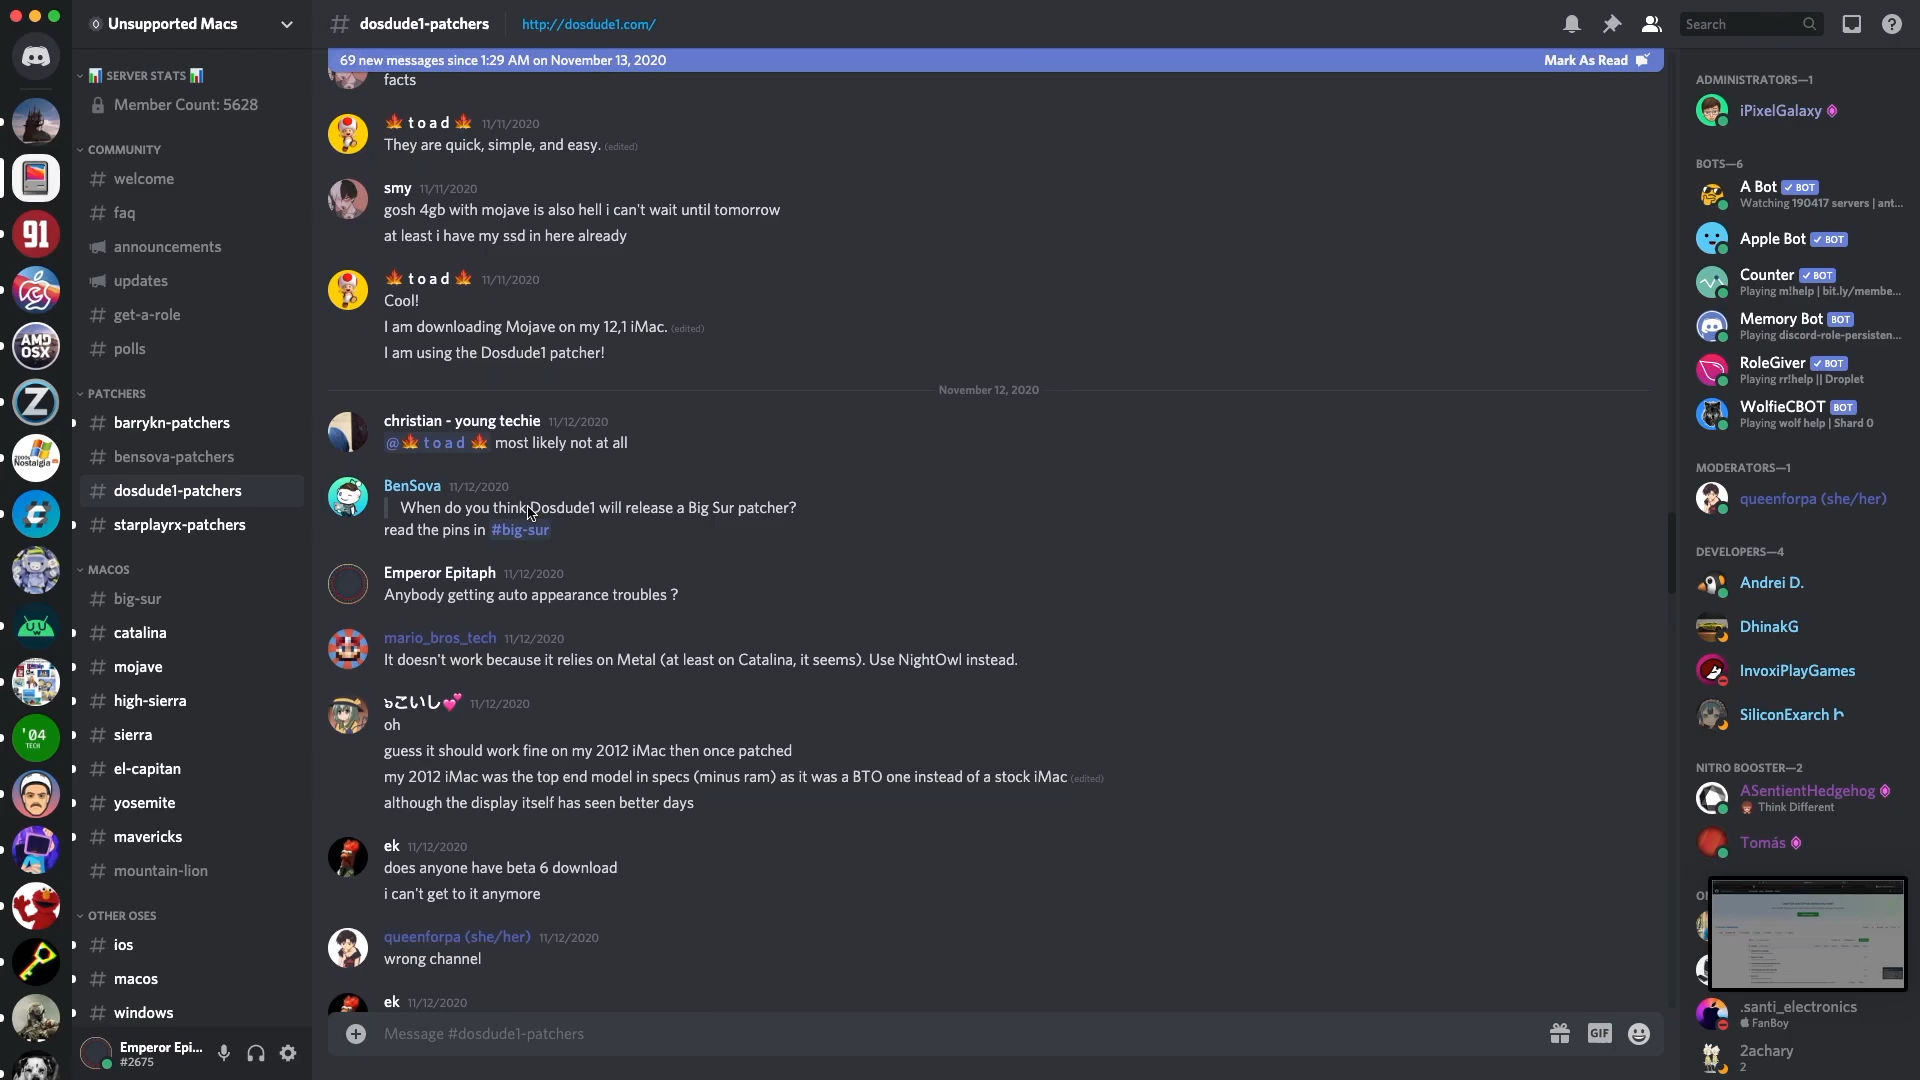 Unsupported Macs
dosdude1-patchers
http://dosdude1.com/
Search
69 new messages since 1:29 AM on November 13, 2020
Mark As Read
SERVER STATS
Member Count: 5628
COMMUNITY
welcome
faq
announcements
updates
get-a-role
polls
PATCHERS
barrykn-patchers
bensova-patchers
dosdude1-patchers
starplayrx-patchers
MACOS
big-sur
catalina
mojave
high-sierra
sierra
el-capitan
yosemite
mavericks
mountain-lion
OTHER OSES
ios
macos
windows
Emperor Epi...
#2675
91
AMD
OSX
Z
2000s
Nostalgia
'04
TECH
facts
🍁 t o a d 🍁 11/11/2020
They are quick, simple, and easy. (edited)
smy 11/11/2020
gosh 4gb with mojave is also hell i can't wait until tomorrow
at least i have my ssd in here already
🍁 t o a d 🍁 11/11/2020
Cool!
I am downloading Mojave on my 12,1 iMac. (edited)
I am using the Dosdude1 patcher!
November 12, 2020
christian - young techie 11/12/2020
@🍁 t o a d 🍁 most likely not at all
BenSova 11/12/2020
When do you think Dosdude1 will release a Big Sur patcher?
read the pins in #big-sur
Emperor Epitaph 11/12/2020
Anybody getting auto appearance troubles ?
mario_bros_tech 11/12/2020
It doesn't work because it relies on Metal (at least on Catalina, it seems). Use NightOwl instead.
こいし💕 11/12/2020
oh
guess it should work fine on my 2012 iMac then once patched
my 2012 iMac was the top end model in specs (minus ram) as it was a BTO one instead of a stock iMac (edited)
although the display itself has seen better days
ek 11/12/2020
does anyone have beta 6 download
i can't get to it anymore
queenforpa (she/her) 11/12/2020
wrong channel
ek 11/12/2020
Message #dosdude1-patchers
GIF
ADMINISTRATORS—1
iPixelGalaxy
BOTS—6
A Bot ✓ BOT
Watching 190417 servers | ant...
Apple Bot ✓ BOT
Counter ✓ BOT
Playing m!help | bit.ly/membe...
Memory Bot BOT
Playing discord-role-persisten...
RoleGiver ✓ BOT
Playing rr!help || Droplet
WolfieCBOT BOT
Playing wolf help | Shard 0
MODERATORS—1
queenforpa (she/her)
DEVELOPERS—4
Andrei D.
DhinakG
InvoxiPlayGames
SiliconExarch
NITRO BOOSTER—2
ASentientHedgehog
Think Different
Tomás
.santi_electronics
FanBoy
2achary
2